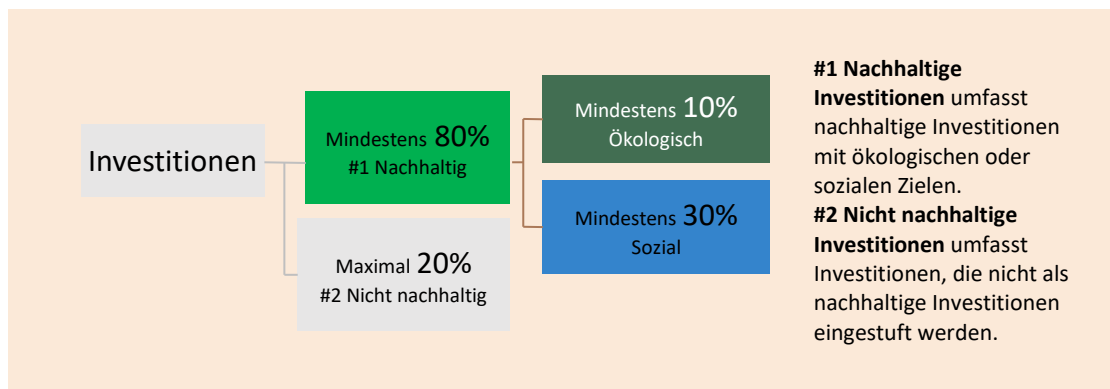 Investitionen
Mindestens 80%
#1 Nachhaltig
Maximal 20%
#2 Nicht nachhaltig
Mindestens 10%
Ökologisch
Mindestens 30%
Sozial
#1 Nachhaltige
Investitionen umfasst
nachhaltige Investitionen
mit ökologischen oder
sozialen Zielen.
#2 Nicht nachhaltige
Investitionen umfasst
Investitionen, die nicht als
nachhaltige Investitionen
eingestuft werden.